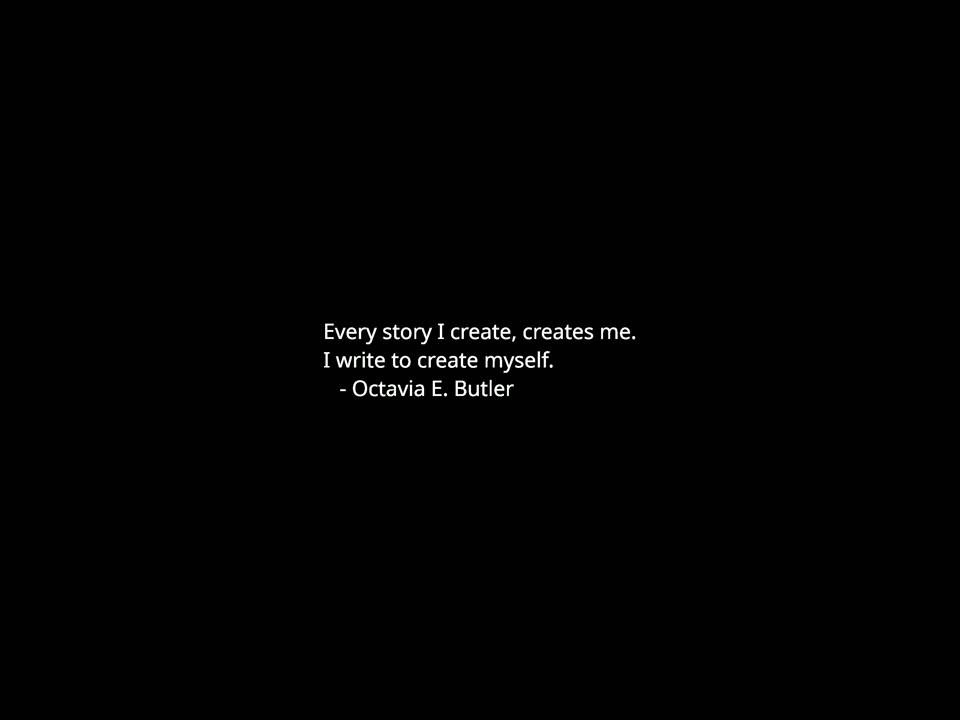 Every story I create, creates me.
I write to create myself.
- Octavia E. Butler